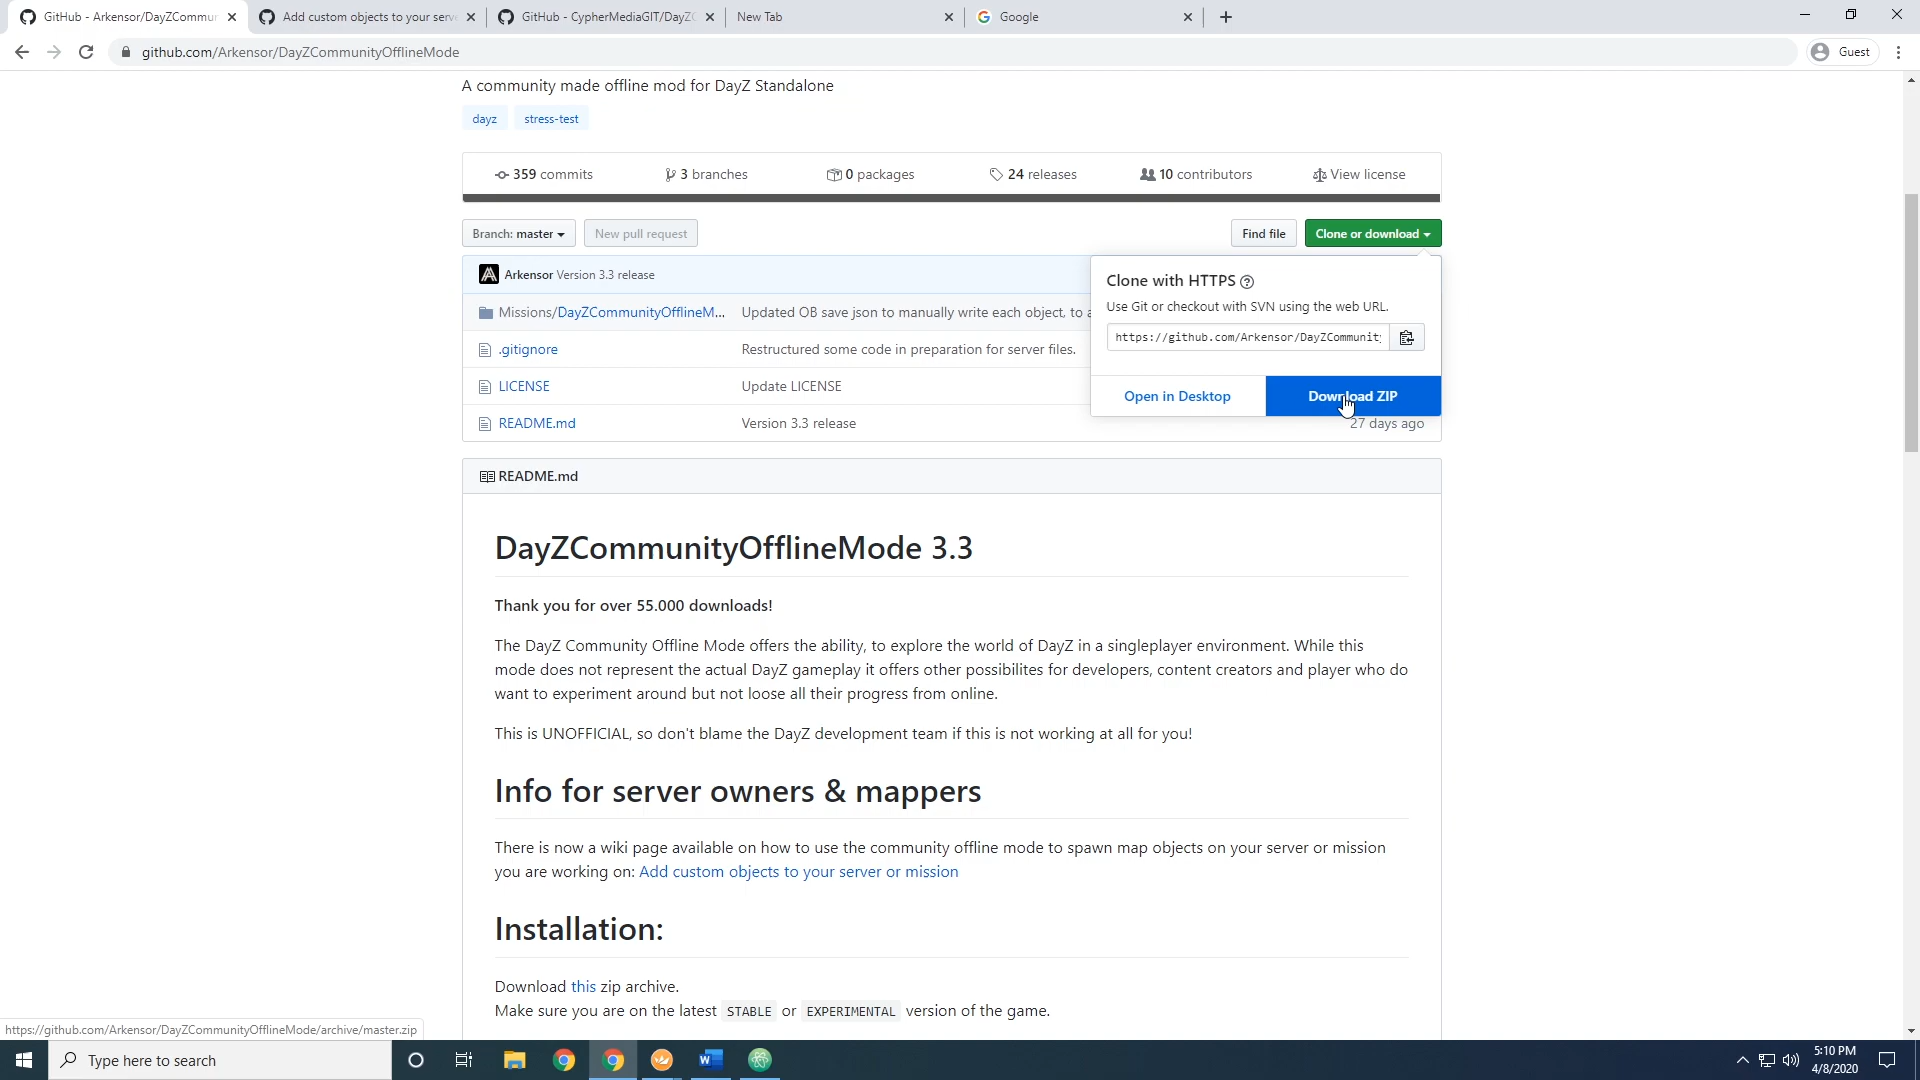 GitHub - Arkensor/DayZCommun
Add custom objects to your serve
GitHub - CypherMediaGIT/DayZC
New Tab
Google
github.com/Arkensor/DayZCommunityOfflineMode
Guest
A community made offline mod for DayZ Standalone
dayz
stress-test
359 commits
3 branches
0 packages
24 releases
10 contributors
View license
Branch: master
New pull request
Find file
Clone or download
Arkensor Version 3.3 release
Clone with HTTPS
Use Git or checkout with SVN using the web URL.
https://github.com/Arkensor/DayZCommunity
Open in Desktop
Download ZIP
Missions/DayZCommunityOfflineM...
Updated OB save json to manually write each object, to a
.gitignore
Restructured some code in preparation for server files.
LICENSE
Update LICENSE
README.md
Version 3.3 release
27 days ago
README.md
DayZCommunityOfflineMode 3.3
Thank you for over 55.000 downloads!
The DayZ Community Offline Mode offers the ability, to explore the world of DayZ in a singleplayer environment. While this
mode does not represent the actual DayZ gameplay it offers other possibilites for developers, content creators and player who do
want to experiment around but not loose all their progress from online.
This is UNOFFICIAL, so don't blame the DayZ development team if this is not working at all for you!
Info for server owners & mappers
There is now a wiki page available on how to use the community offline mode to spawn map objects on your server or mission
you are working on: Add custom objects to your server or mission
Installation:
Download this zip archive.
Make sure you are on the latest STABLE or EXPERIMENTAL version of the game.
https://github.com/Arkensor/DayZCommunityOfflineMode/archive/master.zip
Type here to search
5:10 PM
4/8/2020